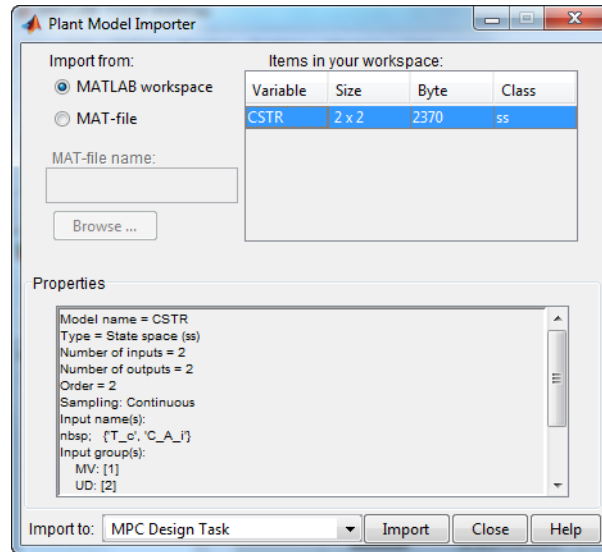 Plant Model Importer
Import from:
MATLAB workspace
MAT-file
MAT-file name:
Browse ...
Items in your workspace:
Variable Size Byte Class
CSTR 2 x 2 2370 ss
Properties
Model name = CSTR
Type = State space (ss)
Number of inputs = 2
Number of outputs = 2
Order = 2
Sampling: Continuous
Input name(s):
nbsp; {'T_c', 'C_A_i'}
Input group(s):
MV: [1]
UD: [2]
Import to: MPC Design Task Import Close Help